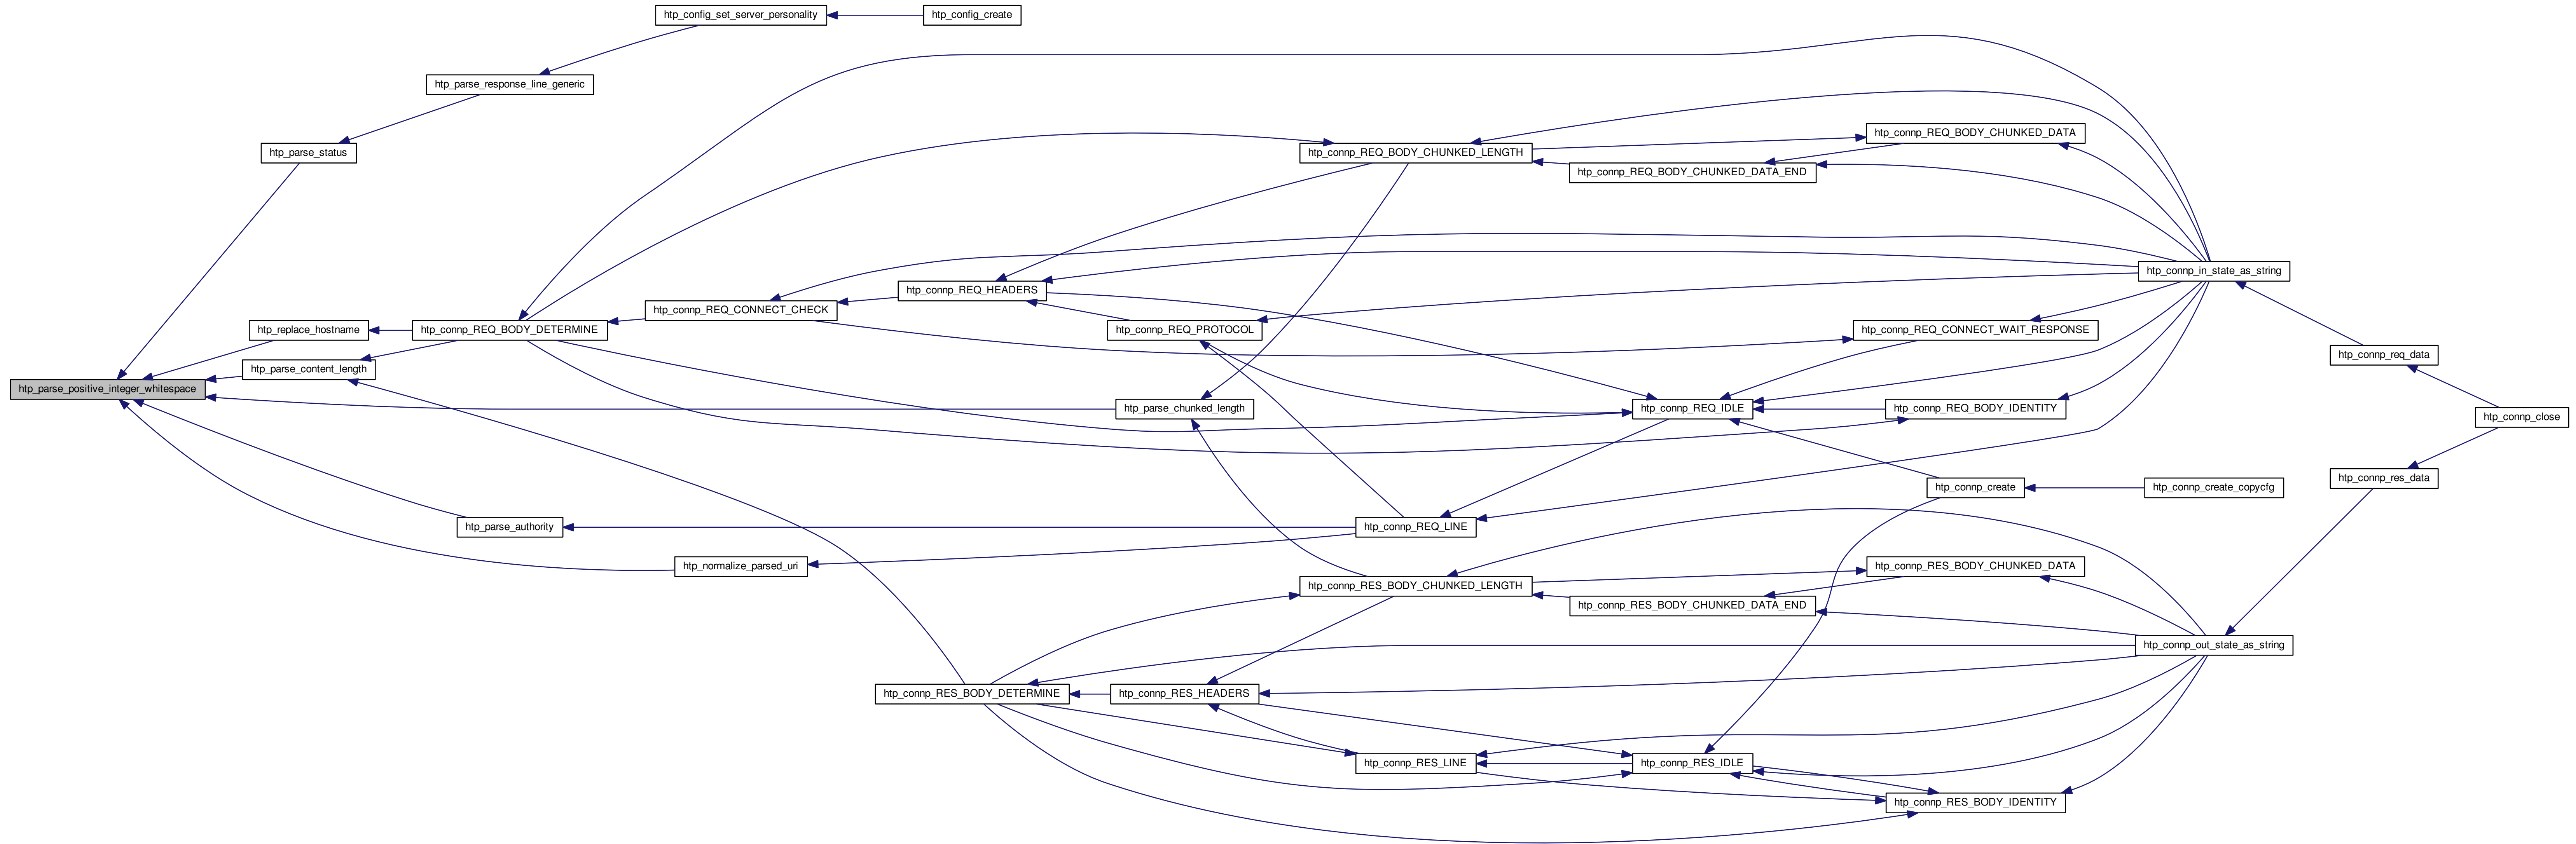 htp_config_set_server_personality
htp_config_create
htp_parse_response_line_generic
htp_parse_status
htp_connp_REQ_BODY_CHUNKED_DATA
htp_connp_REQ_BODY_CHUNKED_LENGTH
htp_connp_REQ_BODY_CHUNKED_DATA_END
htp_connp_in_state_as_string
htp_connp_REQ_HEADERS
htp_connp_REQ_CONNECT_CHECK
htp_replace_hostname
htp_connp_REQ_BODY_DETERMINE
htp_connp_REQ_PROTOCOL
htp_connp_REQ_CONNECT_WAIT_RESPONSE
htp_connp_req_data
htp_parse_content_length
htp_parse_positive_integer_whitespace
htp_parse_chunked_length
htp_connp_REQ_IDLE
htp_connp_REQ_BODY_IDENTITY
htp_connp_close
htp_connp_res_data
htp_connp_create
htp_connp_create_copycfg
htp_parse_authority
htp_connp_REQ_LINE
htp_normalize_parsed_uri
htp_connp_RES_BODY_CHUNKED_DATA
htp_connp_RES_BODY_CHUNKED_LENGTH
htp_connp_RES_BODY_CHUNKED_DATA_END
htp_connp_out_state_as_string
htp_connp_RES_BODY_DETERMINE
htp_connp_RES_HEADERS
htp_connp_RES_LINE
htp_connp_RES_IDLE
htp_connp_RES_BODY_IDENTITY